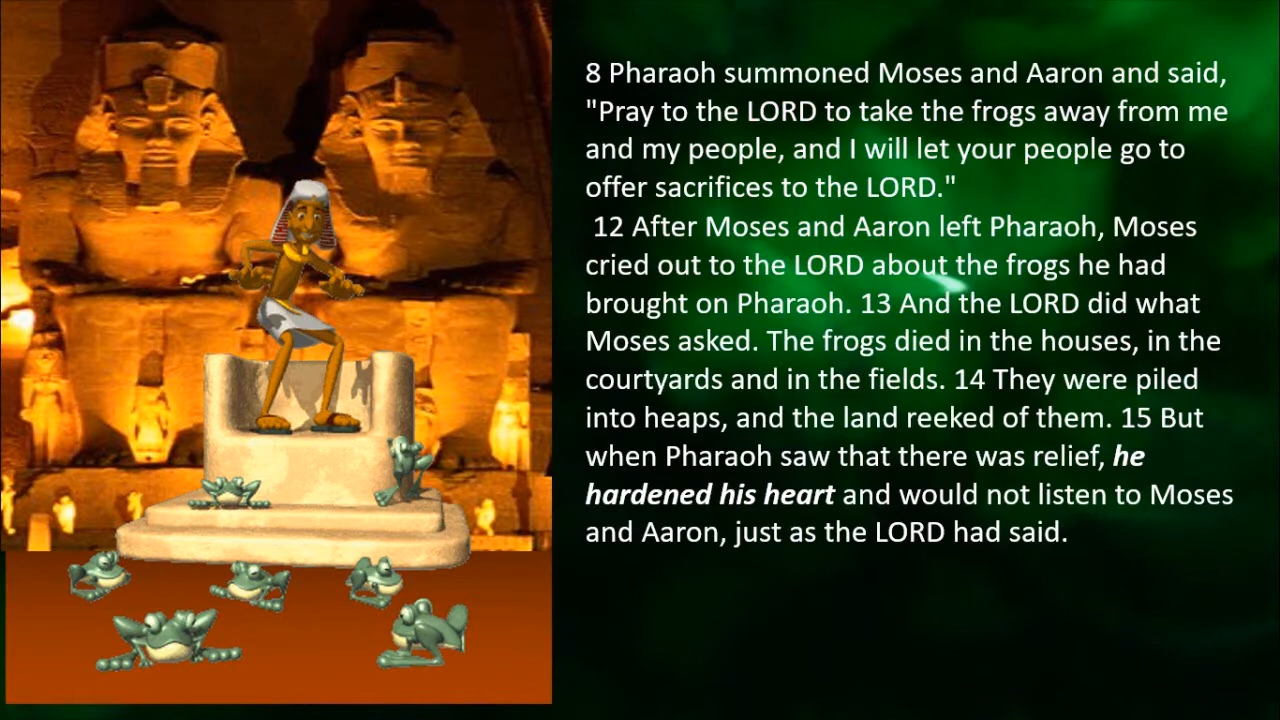 8 Pharaoh summoned Moses and Aaron and said,
"Pray to the LORD to take the frogs away from me
and my people, and I will let your people go to
offer sacrifices to the LORD."
12 After Moses and Aaron left Pharaoh, Moses
cried out to the LORD about the frogs he had
brought on Pharaoh. 13 And the LORD did what
Moses asked. The frogs died in the houses, in the
courtyards and in the fields. 14 They were piled
into heaps, and the land reeked of them. 15 But
when Pharaoh saw that there was relief, he
hardened his heart and would not listen to Moses
and Aaron, just as the LORD had said.